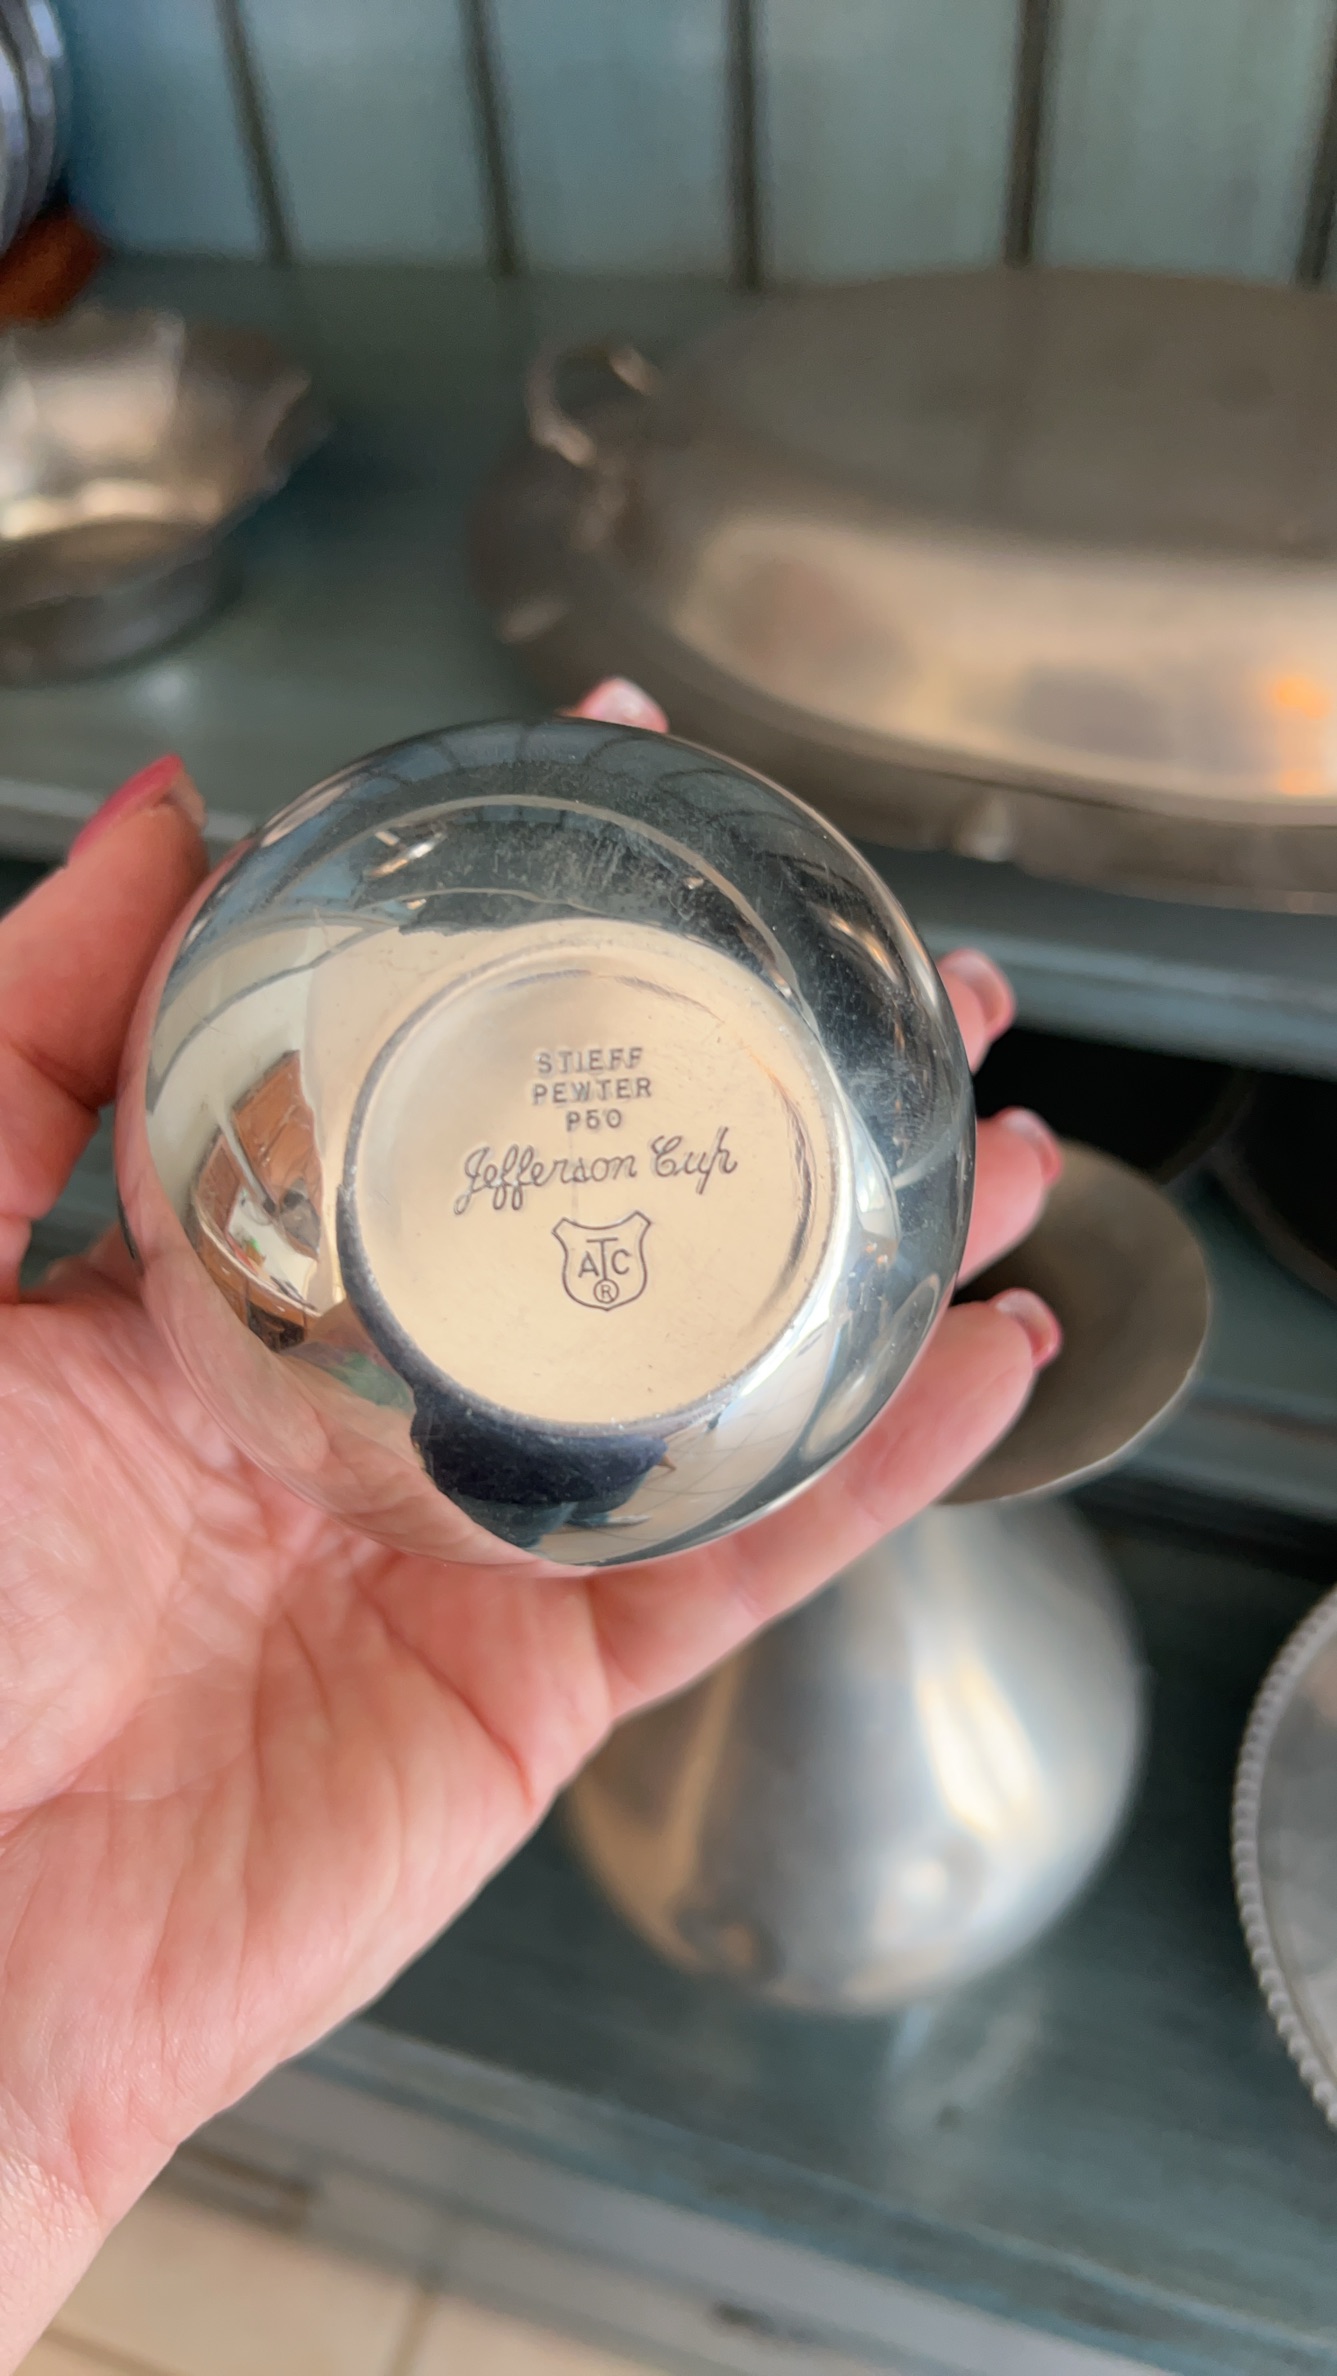 STIEFF
PEWTER
P50
Jefferson Cup
ATC
®